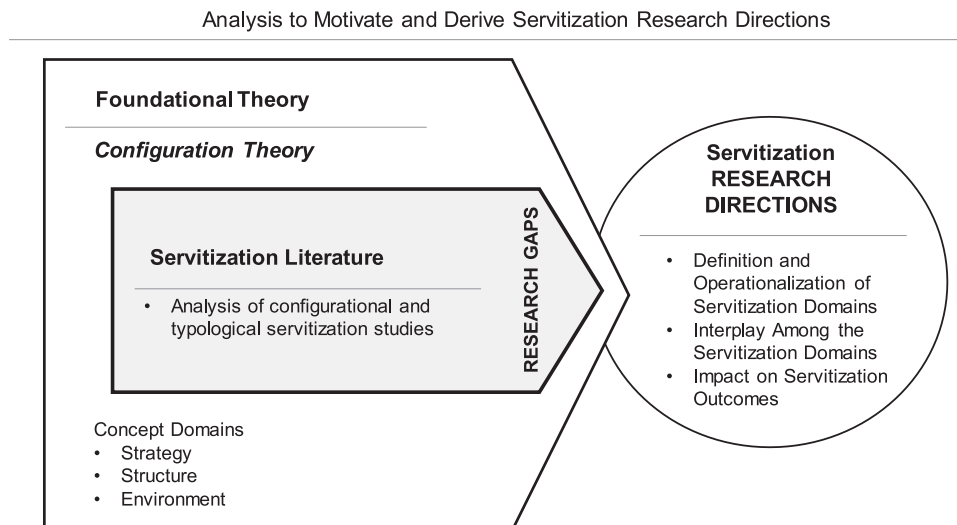 Analysis to Motivate and Derive Servitization Research Directions
Foundational Theory
Configuration Theory
Servitization Literature
• Analysis of configurational and
typological servitization studies
RESEARCH GAPS
Concept Domains
• Strategy
• Structure
• Environment
Servitization
RESEARCH
DIRECTIONS
• Definition and
Operationalization of
Servitization Domains
• Interplay Among the
Servitization Domains
• Impact on Servitization
Outcomes